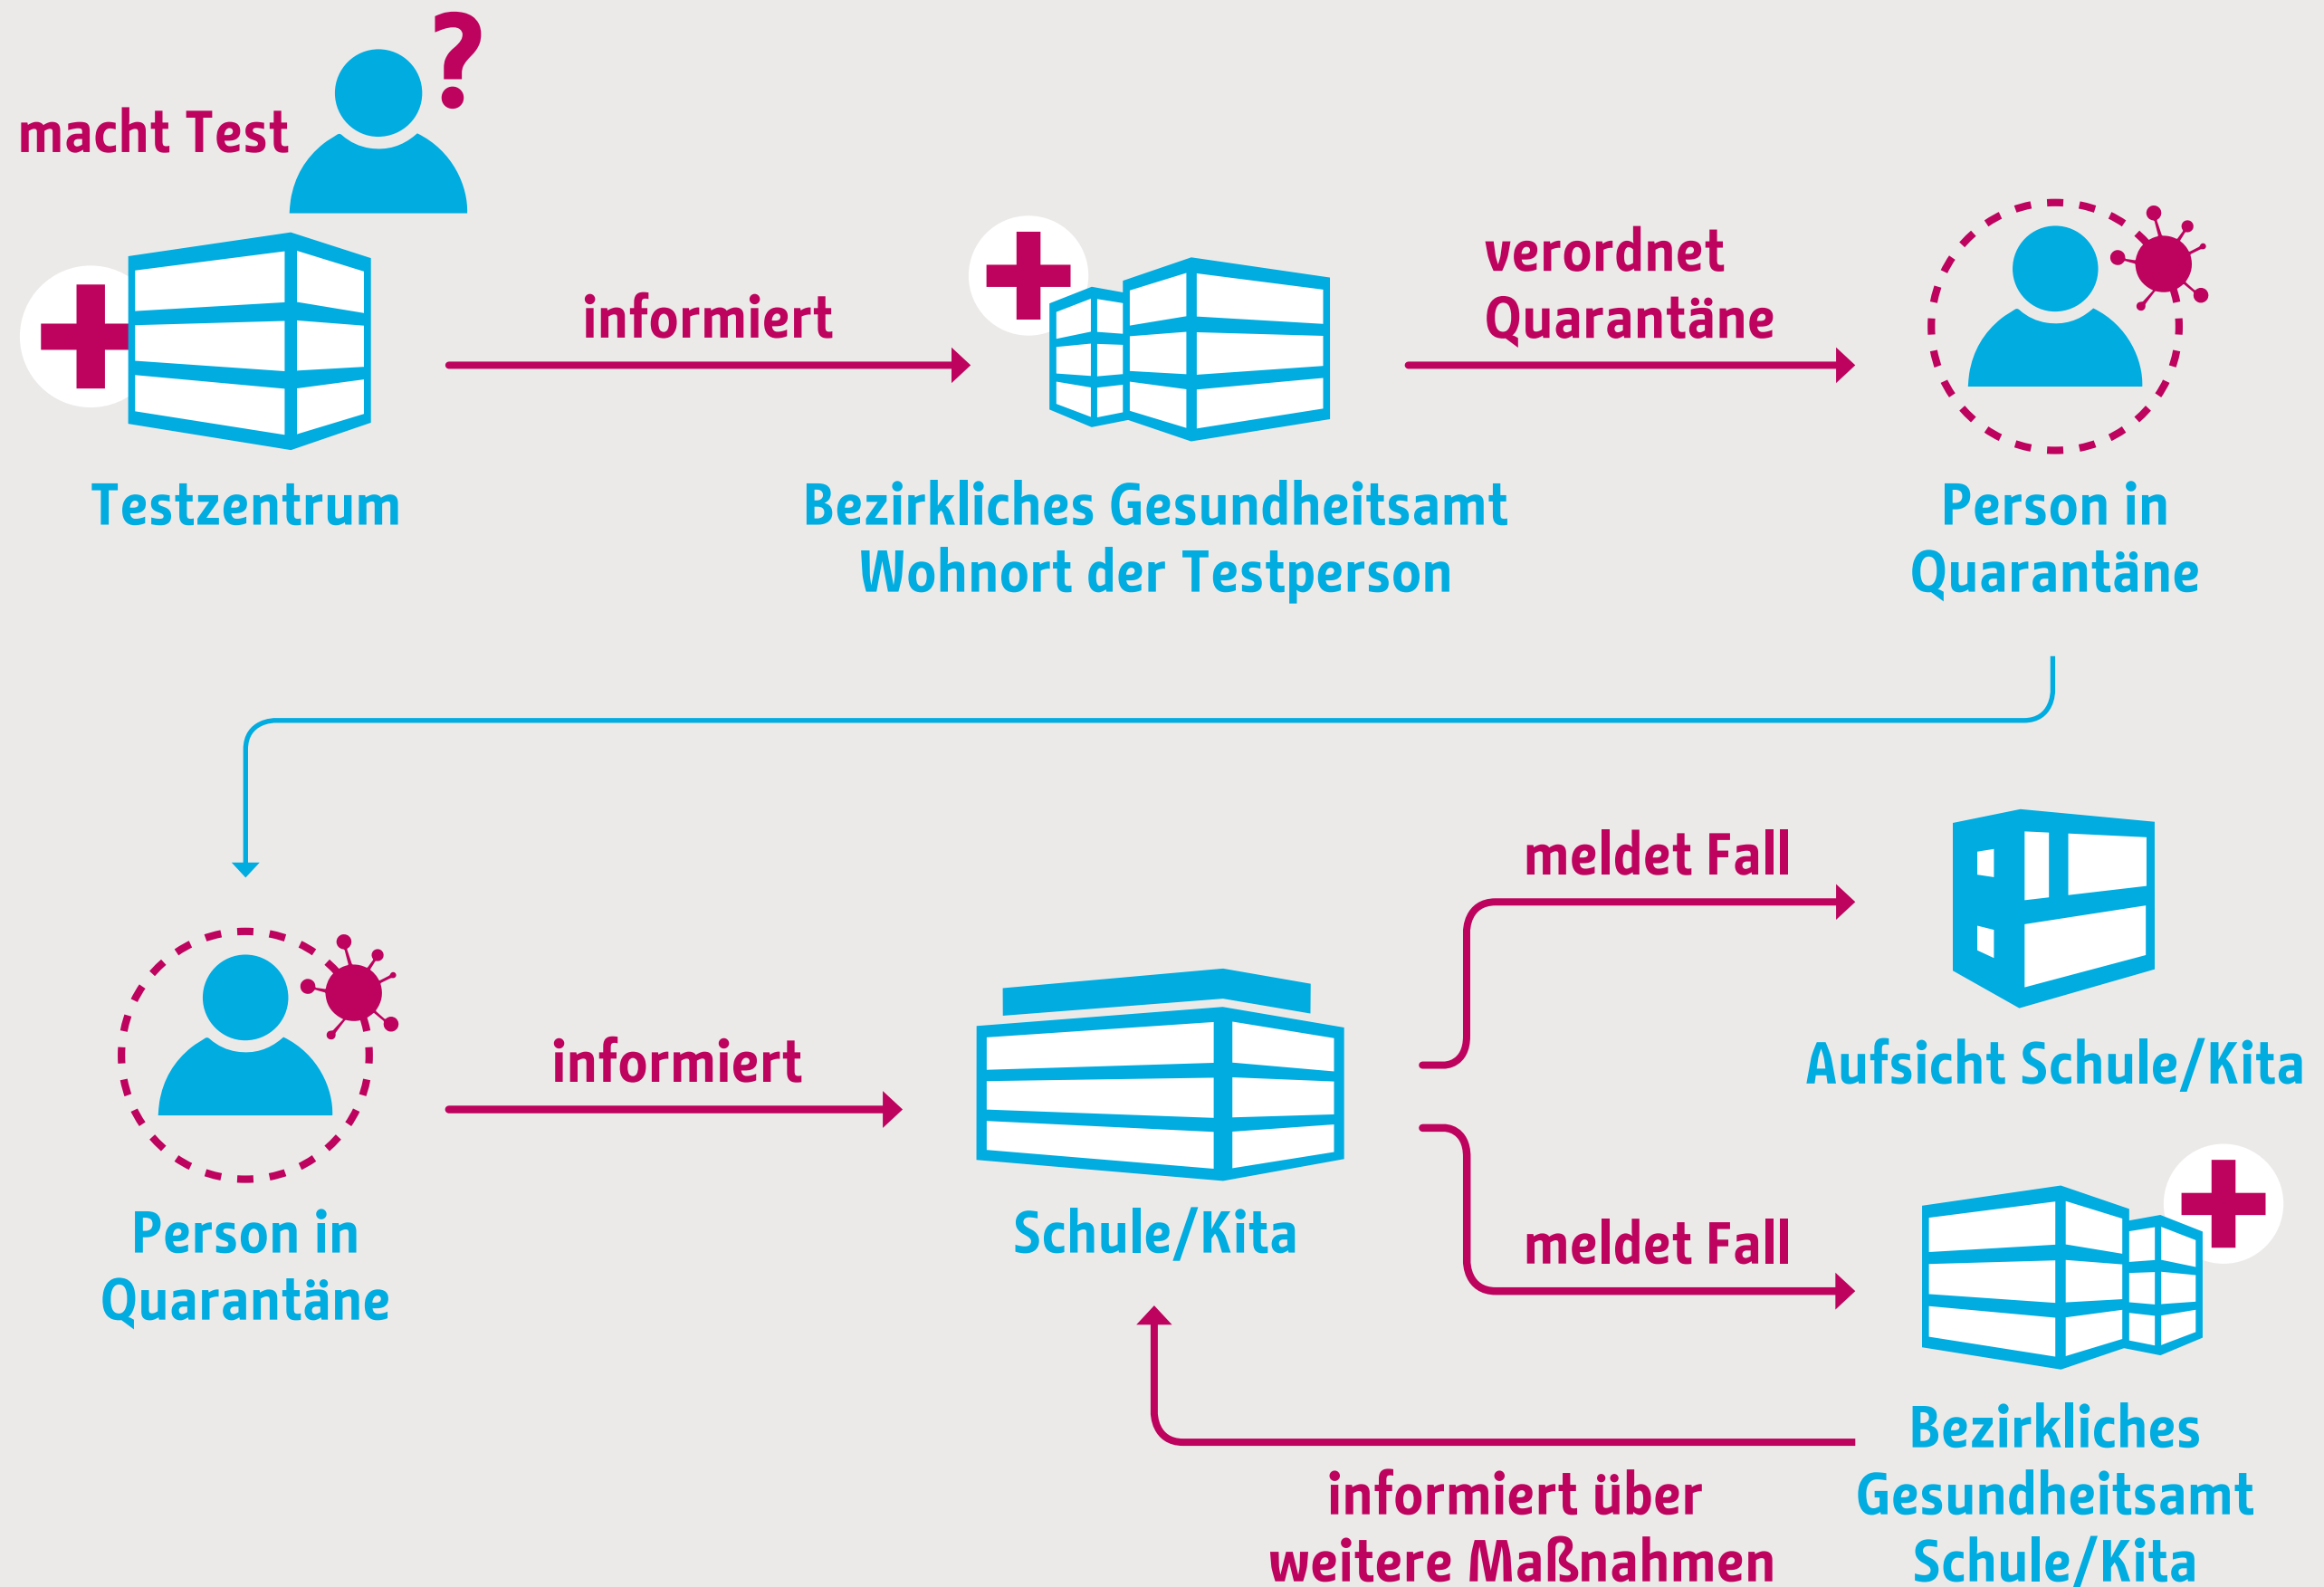 ?
macht Test
informiert
verordnet
Quarantäne
Testzentrum
Bezirkliches Gesundheitsamt
Wohnort der Testperson
Person in
Quarantäne
meldet Fall
informiert
Aufsicht Schule/Kita
Person in
Quarantäne
Schule/Kita
meldet Fall
informiert über
weitere Maßnahmen
Bezirkliches
Gesundheitsamt
Schule/Kita